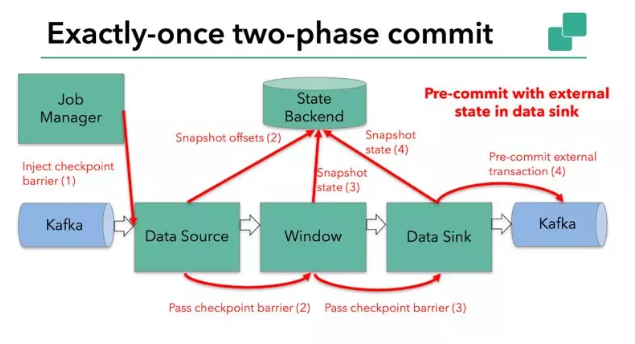 Exactly-once two-phase commit
Job
Manager
State
Backend
Pre-commit with external
state in data sink
Snapshot offsets (2)
Snapshot
state (4)
Inject checkpoint
barrier (1)
Snapshot
state (3)
Pre-commit external
transaction (4)
Kafka
Data Source
Window
Data Sink
Kafka
Pass checkpoint barrier (2)
Pass checkpoint barrier (3)